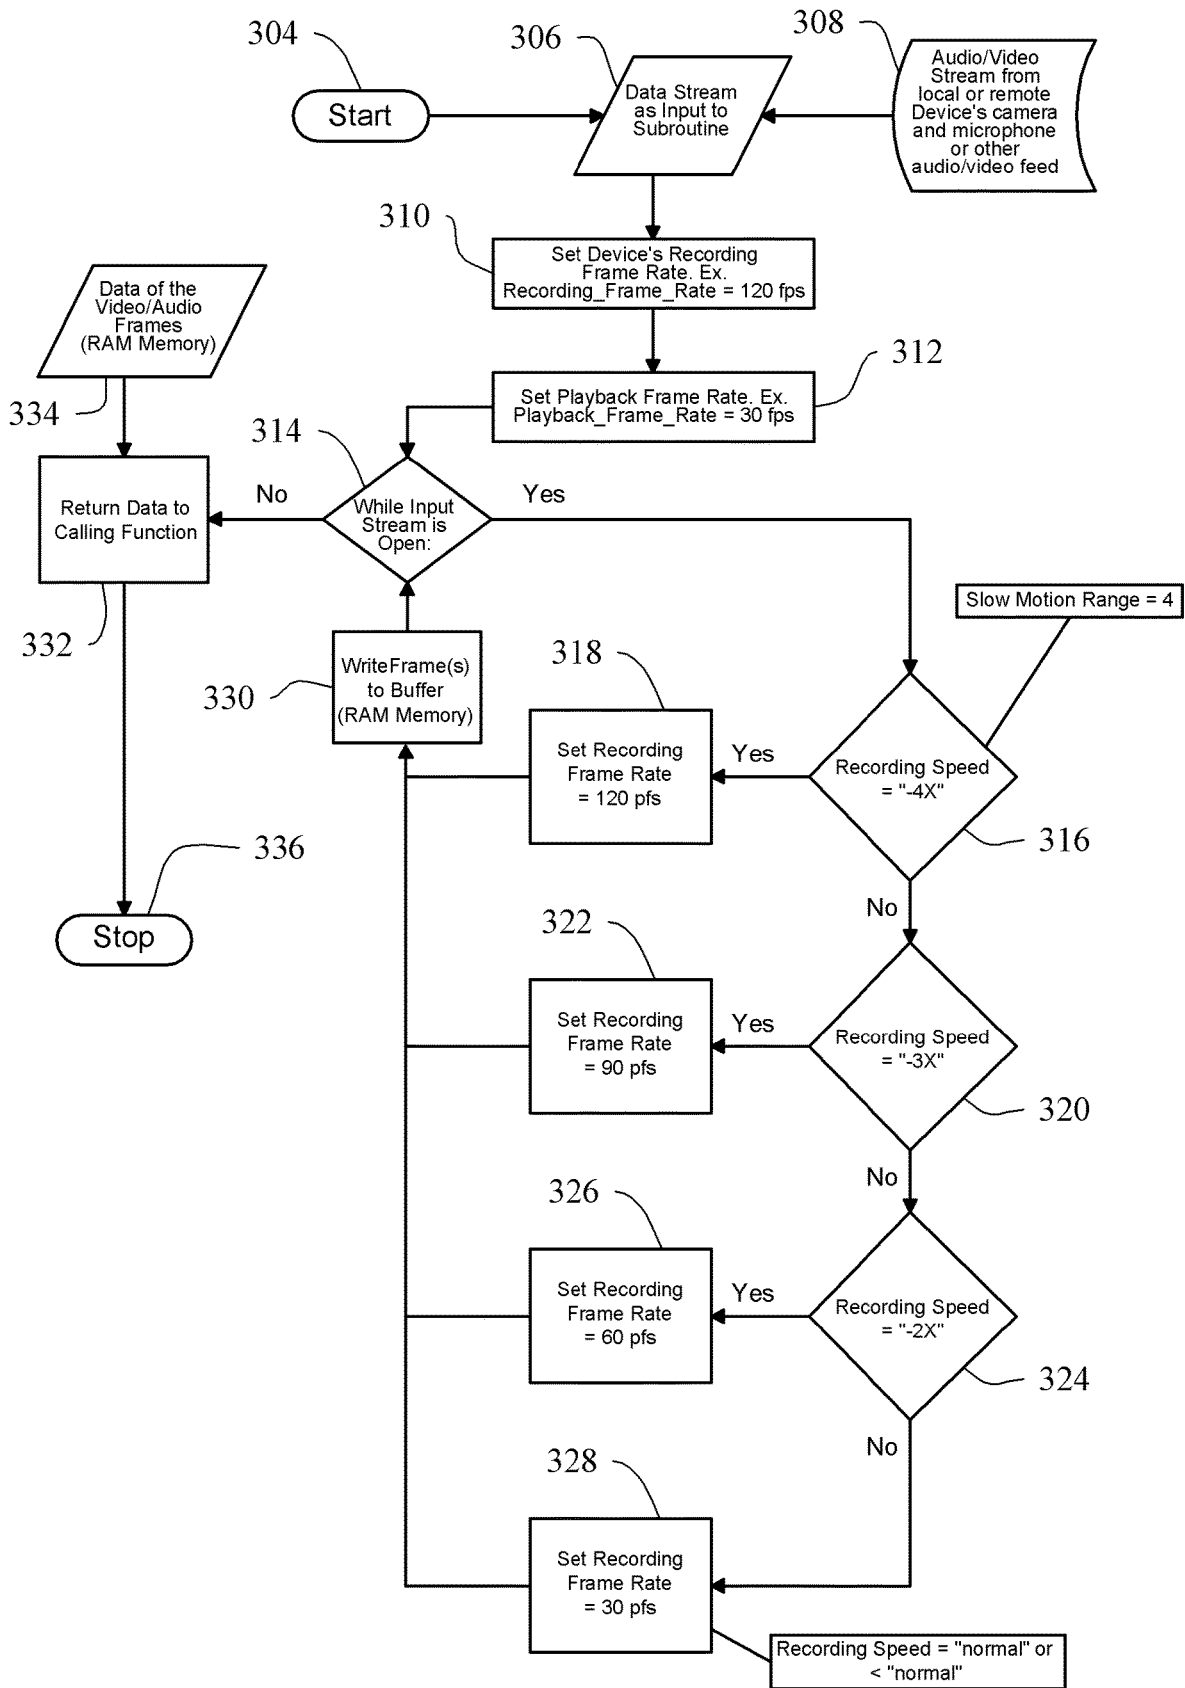 304
Start
306
Data Stream
as Input to
Subroutine
308
Audio/Video
Stream from
local or remote
Device's camera
and microphone
or other
audio/video feed
310
Set Device's Recording
Frame Rate. Ex.
Recording_Frame_Rate = 120 fps
312
Set Playback Frame Rate. Ex.
Playback_Frame_Rate = 30 fps
Data of the
Video/Audio
Frames
(RAM Memory)
334
314
While Input
Stream is
Open:
No
Yes
Return Data to
Calling Function
332
WriteFrame(s)
to Buffer
(RAM Memory)
330
Slow Motion Range = 4
318
Set Recording
Frame Rate
= 120 pfs
Yes
Recording Speed
= "-4X"
316
No
336
Stop
322
Set Recording
Frame Rate
= 90 pfs
Yes
Recording Speed
= "-3X"
320
No
326
Set Recording
Frame Rate
= 60 pfs
Yes
Recording Speed
= "-2X"
324
No
328
Set Recording
Frame Rate
= 30 pfs
Recording Speed = "normal" or
< "normal"